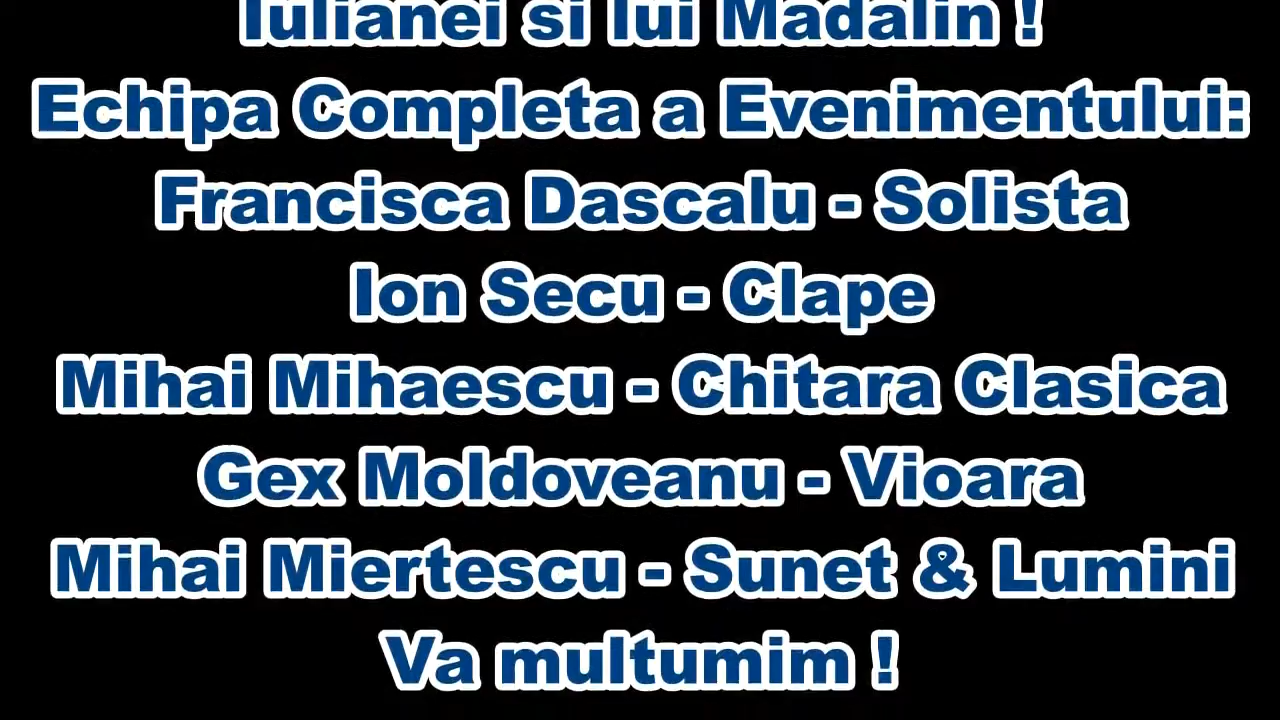 Iulianei si lui Madalin !
Echipa Completa a Evenimentului:
Francisca Dascalu - Solista
Ion Secu - Clape
Mihai Mihaescu - Chitara Clasica
Gex Moldoveanu - Vioara
Mihai Miertescu - Sunet & Lumini
Va multumim !